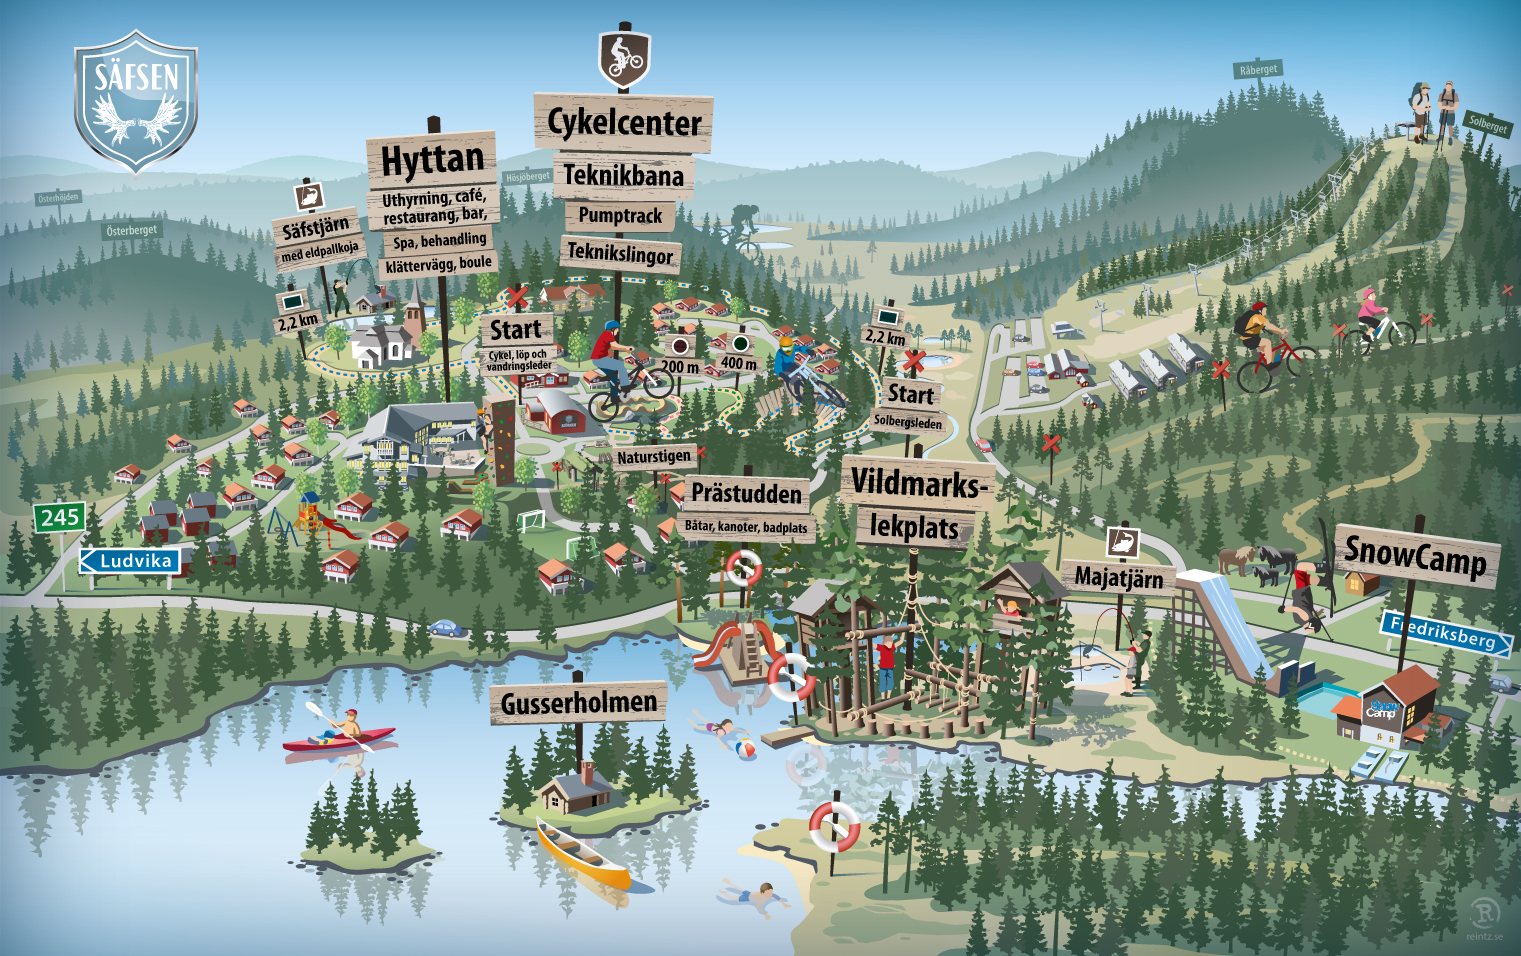 SÄFSEN
Cykelcenter
Teknikbana
Pumptrack
Teknikslingor
Hyttan
Uthyrning, café,
restaurang, bar,
Spa, behandling
klättervägg, boule
Säfstjärn
med eldpallkoja
2,2 km
Österhöjden
Österberget
Hösjöberget
Råberget
Solberget
Start
Cykel, löp och
vandringsleder
200 m
400 m
2,2 km
Start
Solbergsleden
Naturstigen
Prästudden
Båtar, kanoter, badplats
Vildmarks-
lekplats
Majatjärn
SnowCamp
Fredriksberg
245
Ludvika
Gusserholmen
Snow
Camp
R
reintz.se